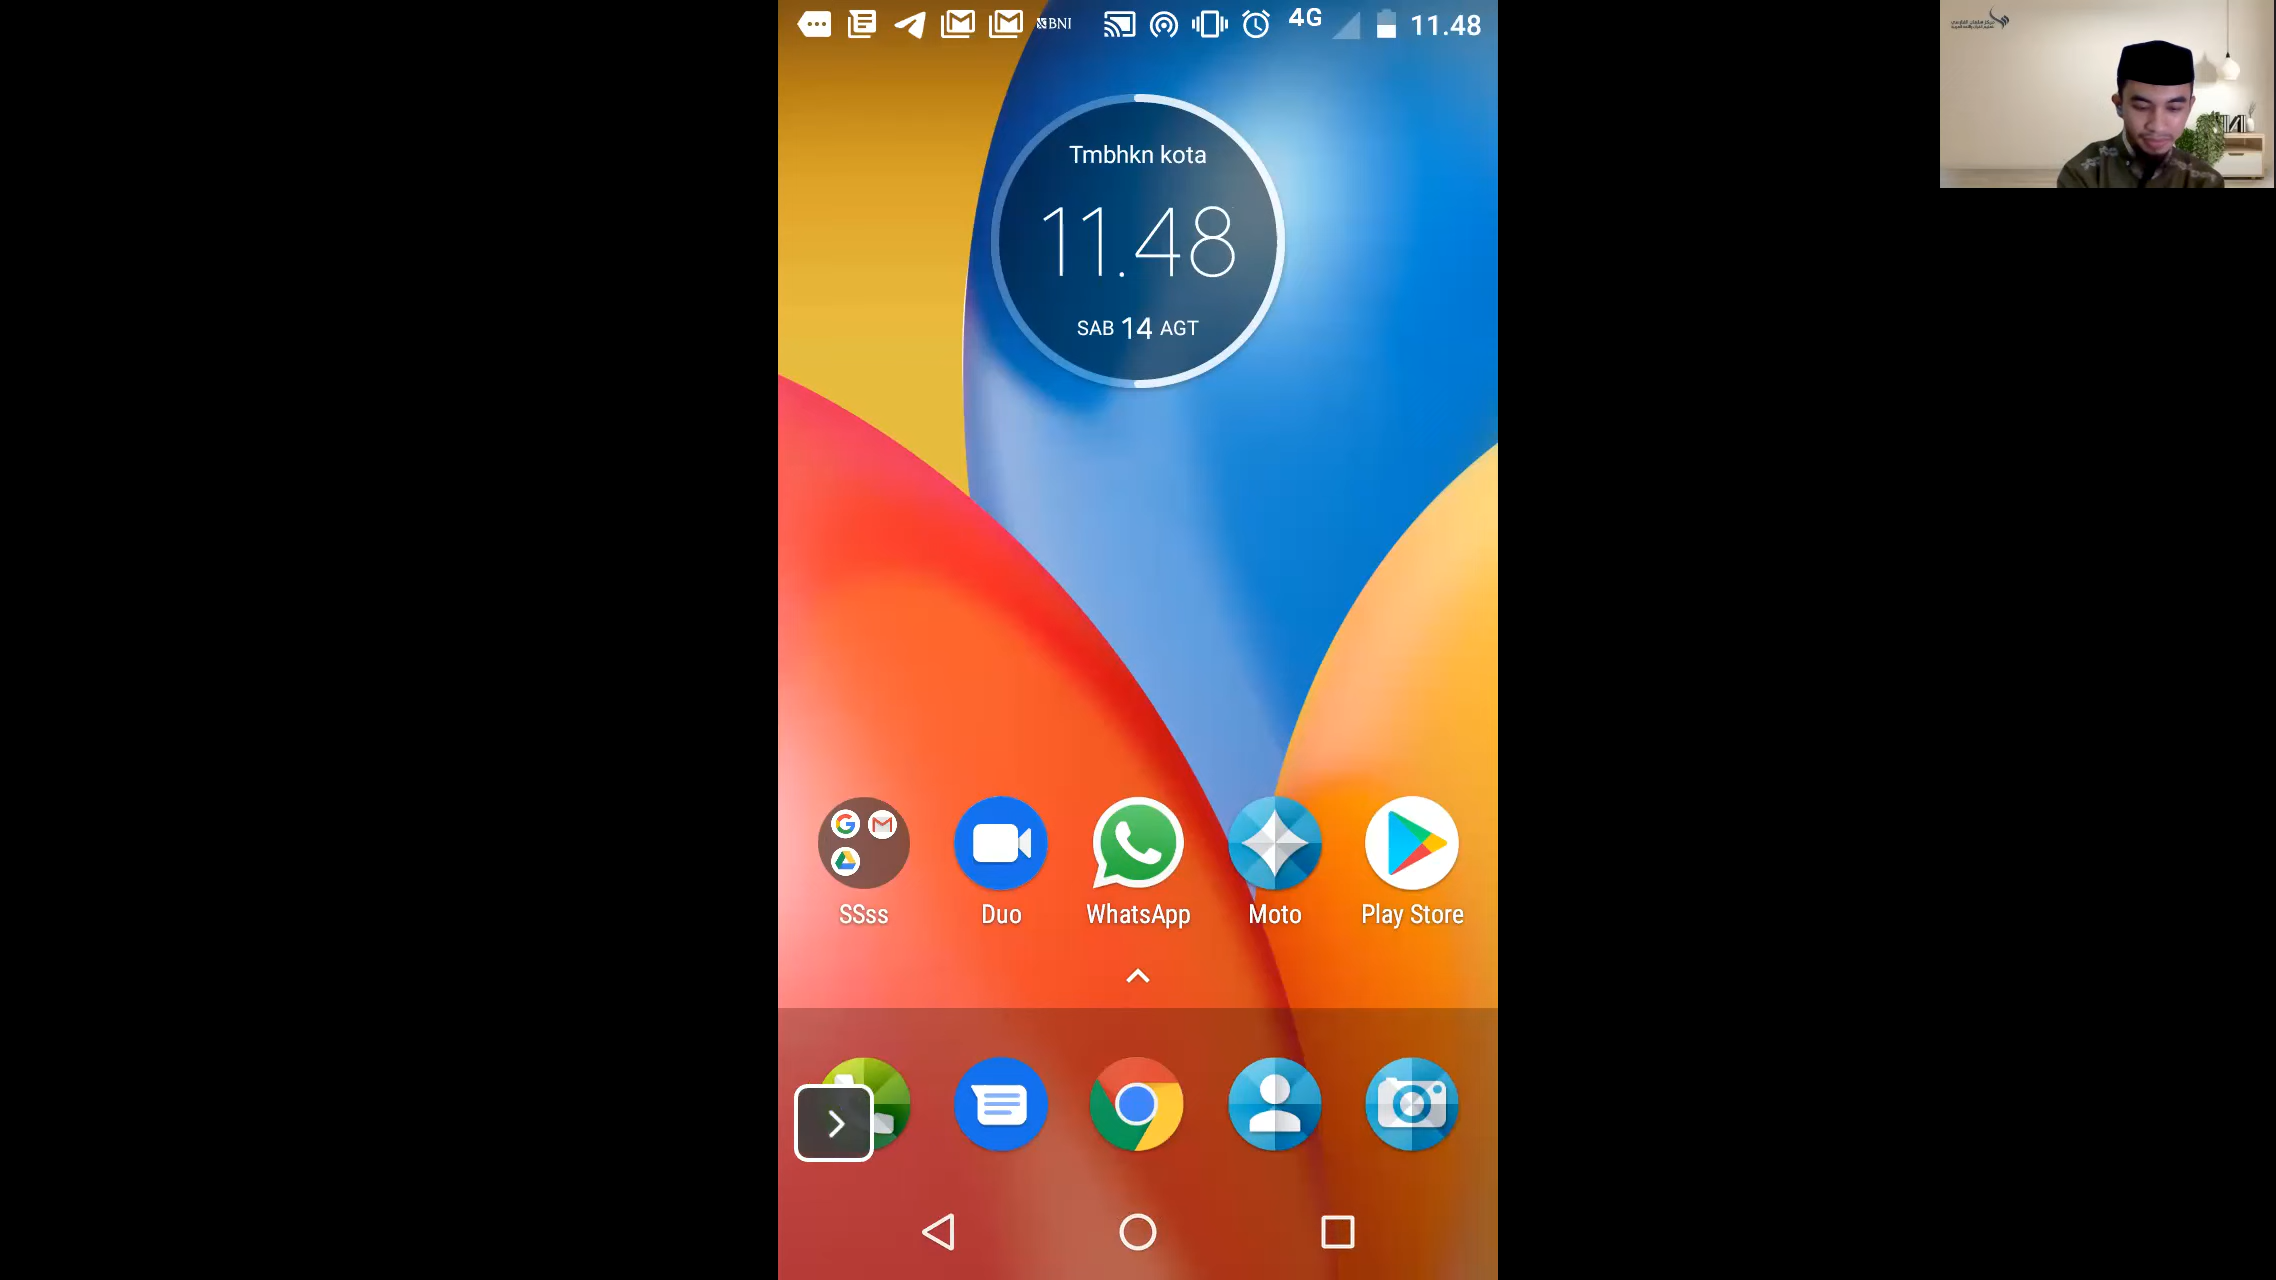 BNI
4G
11.48
Tmbhkn kota
11.48
SAB 14 AGT
SSss
Duo
WhatsApp
Moto
Play Store